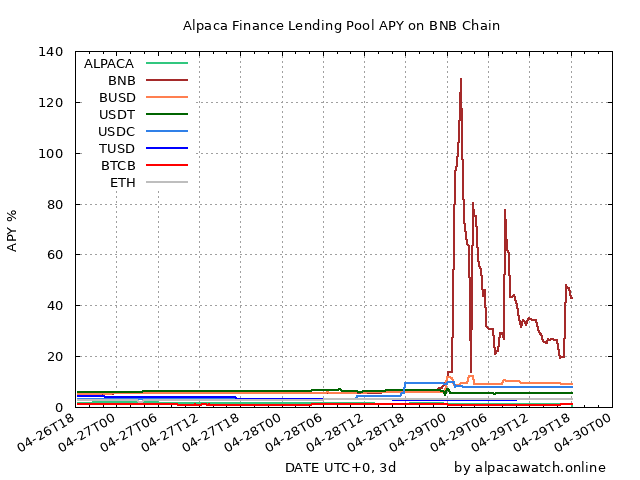 Alpaca Finance Lending Pool APY on BNB Chain
140
120
100
80
60
40
20
0
APY %
ALPACA
BNB
BUSD
USDT
USDC
TUSD
BTCB
ETH
04-26T18
04-27T00
04-27T06
04-27T12
04-27T18
04-28T00
04-28T06
04-28T12
04-28T18
04-29T00
04-29T06
04-29T12
04-29T18
04-30T00
DATE UTC+0, 3d
by alpacawatch.online